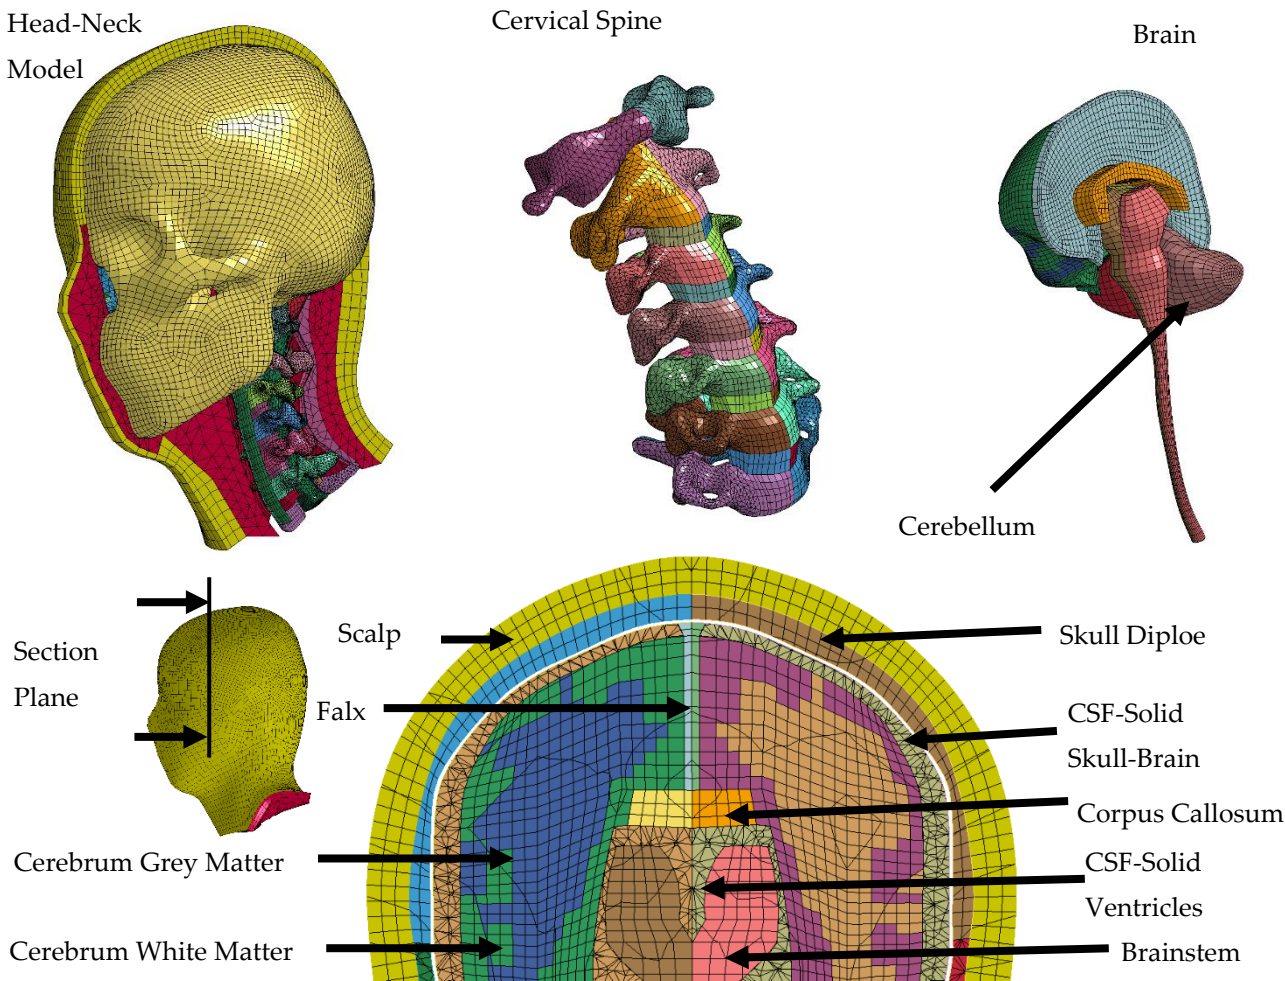 Head-Neck
Model
Cervical Spine
Brain
Cerebellum
Section
Plane
Scalp
Falx
Cerebrum Grey Matter
Cerebrum White Matter
Skull Diploe
CSF-Solid
Skull-Brain
Corpus Callosum
CSF-Solid
Ventricles
Brainstem